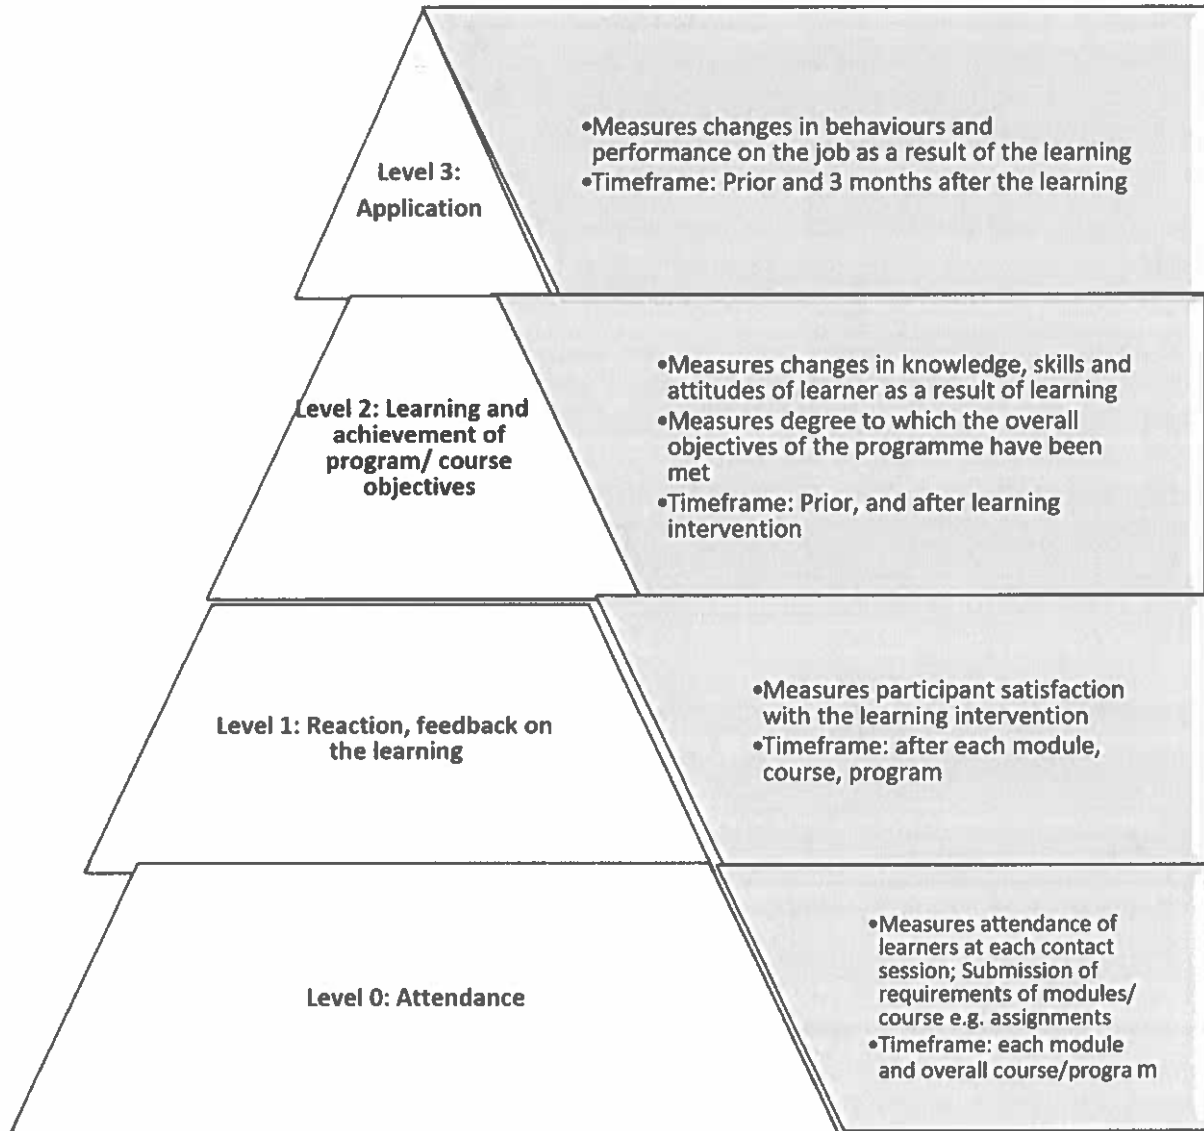 Level 3:
Application
•Measures changes in behaviours and
performance on the job as a result of the learning
•Timeframe: Prior and 3 months after the learning
Level 2: Learning and
achievement of
program/ course
objectives
•Measures changes in knowledge, skills and
attitudes of learner as a result of learning
•Measures degree to which the overall
objectives of the programme have been
met
•Timeframe: Prior, and after learning
intervention
Level 1: Reaction, feedback on
the learning
•Measures participant satisfaction
with the learning intervention
•Timeframe: after each module,
course, program
Level 0: Attendance
•Measures attendance of
learners at each contact
session; Submission of
requirements of modules/
course e.g. assignments
•Timeframe: each module
and overall course/progra m